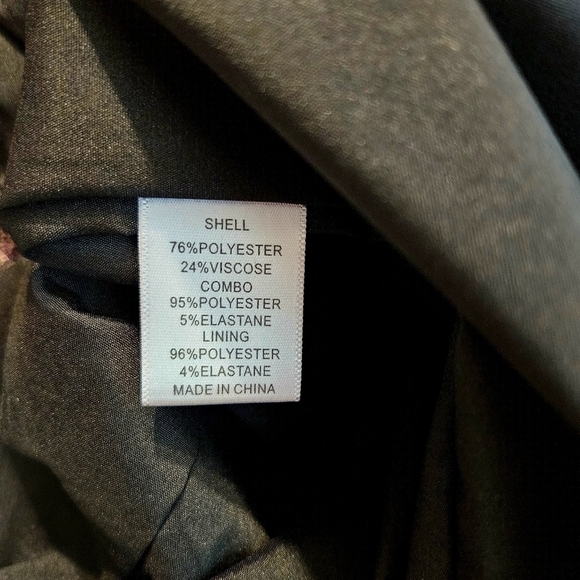 SHELL
76%POLYESTER
24%VISCOSE
COMBO
95%POLYESTER
5%ELASTANE
LINING
96%POLYESTER
4%ELASTANE
MADE IN CHINA